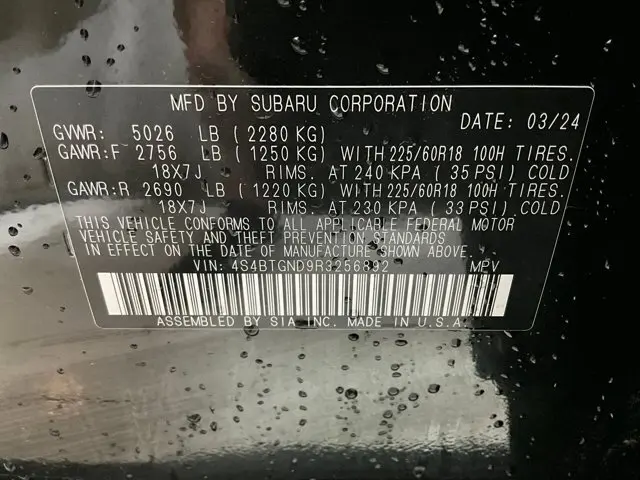 MFD BY SUBARU CORPORATION
DATE: 03/24
GVWR: 5026 LB (2280 KG)
GAWR:F 2756 LB (1250 KG) WITH 225/60R18 100H TIRES.
18X7J RIMS. AT 240 KPA (35 PSI) COLD
GAWR:R 2690 LB (1220 KG) WITH 225/60R18 100H TIRES.
18X7J RIMS. AT 230 KPA (33 PSI) COLD
THIS VEHICLE CONFORMS TO ALL APPLICABLE FEDERAL MOTOR
VEHICLE SAFETY AND THEFT PREVENTION STANDARDS
IN EFFECT ON THE DATE OF MANUFACTURE SHOWN ABOVE.
VIN: 4S4BTGND9R3256892 MPV
ASSEMBLED BY SIA, INC. MADE IN U.S.A.